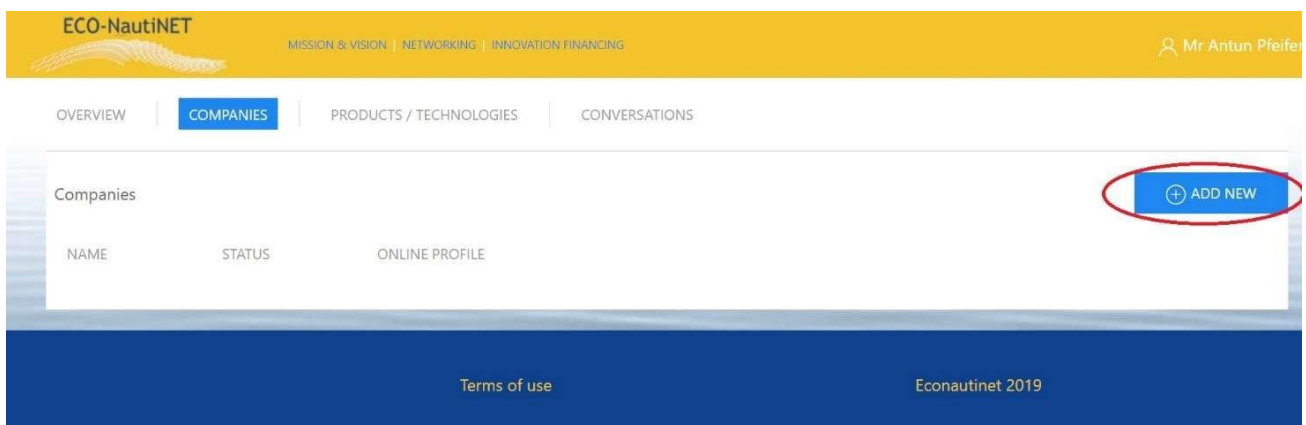 ECO-NautiNET
MISSION & VISION | NETWORKING | INNOVATION FINANCING
Mr Antun Pfeifer
OVERVIEW
COMPANIES
PRODUCTS / TECHNOLOGIES
CONVERSATIONS
Companies
ADD NEW
NAME
STATUS
ONLINE PROFILE
Terms of use
Econautinet 2019